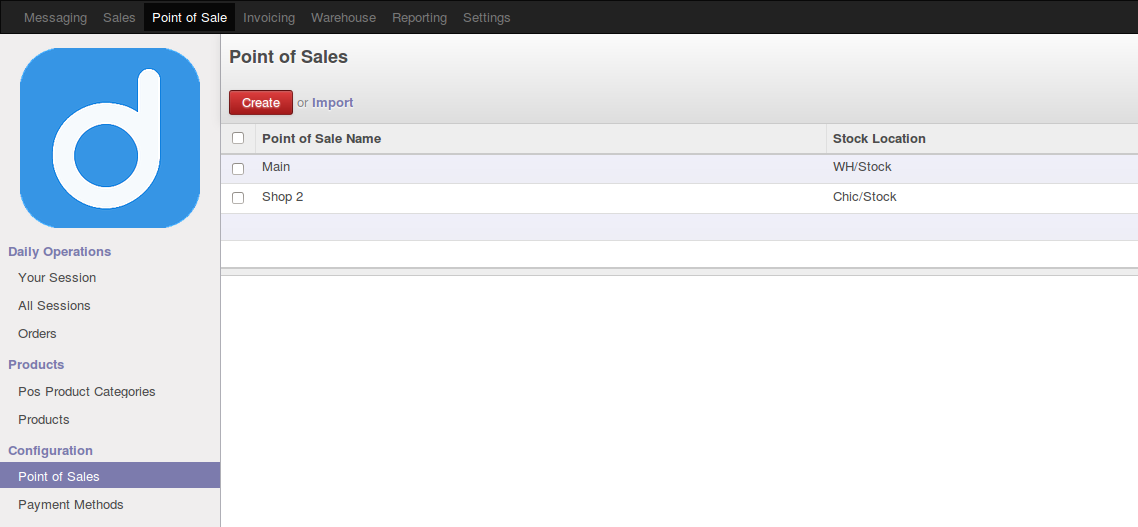 Messaging Sales Point of Sale Invoicing Warehouse Reporting Settings
Point of Sales
Create or Import
Point of Sale Name Stock Location
Main WH/Stock
Shop 2 Chic/Stock
d
Daily Operations
Your Session
All Sessions
Orders
Products
Pos Product Categories
Products
Configuration
Point of Sales
Payment Methods